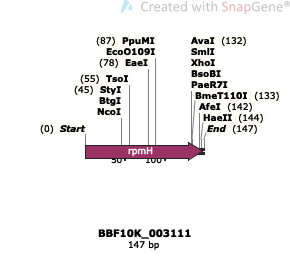 Created with SnapGene®
(87) PpuMI
EcoO109I
(78) EaeI
(55) TsoI
(45) StyI
BtgI
NcoI
(0) Start
AvaI (132)
SmlI
XhoI
BsoBI
PaeR7I
BmeT110I (133)
AfeI (142)
HaeII (144)
End (147)
rpmH
50
100
BBF10K_003111
147 bp